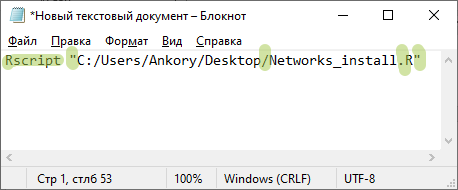 *Новый текстовый документ – Блокнот
Файл Правка Формат Вид Справка
Rscript "C:/Users/Ankory/Desktop/Networks_install.R"
Стр 1, стлб 53 100% Windows (CRLF) UTF-8